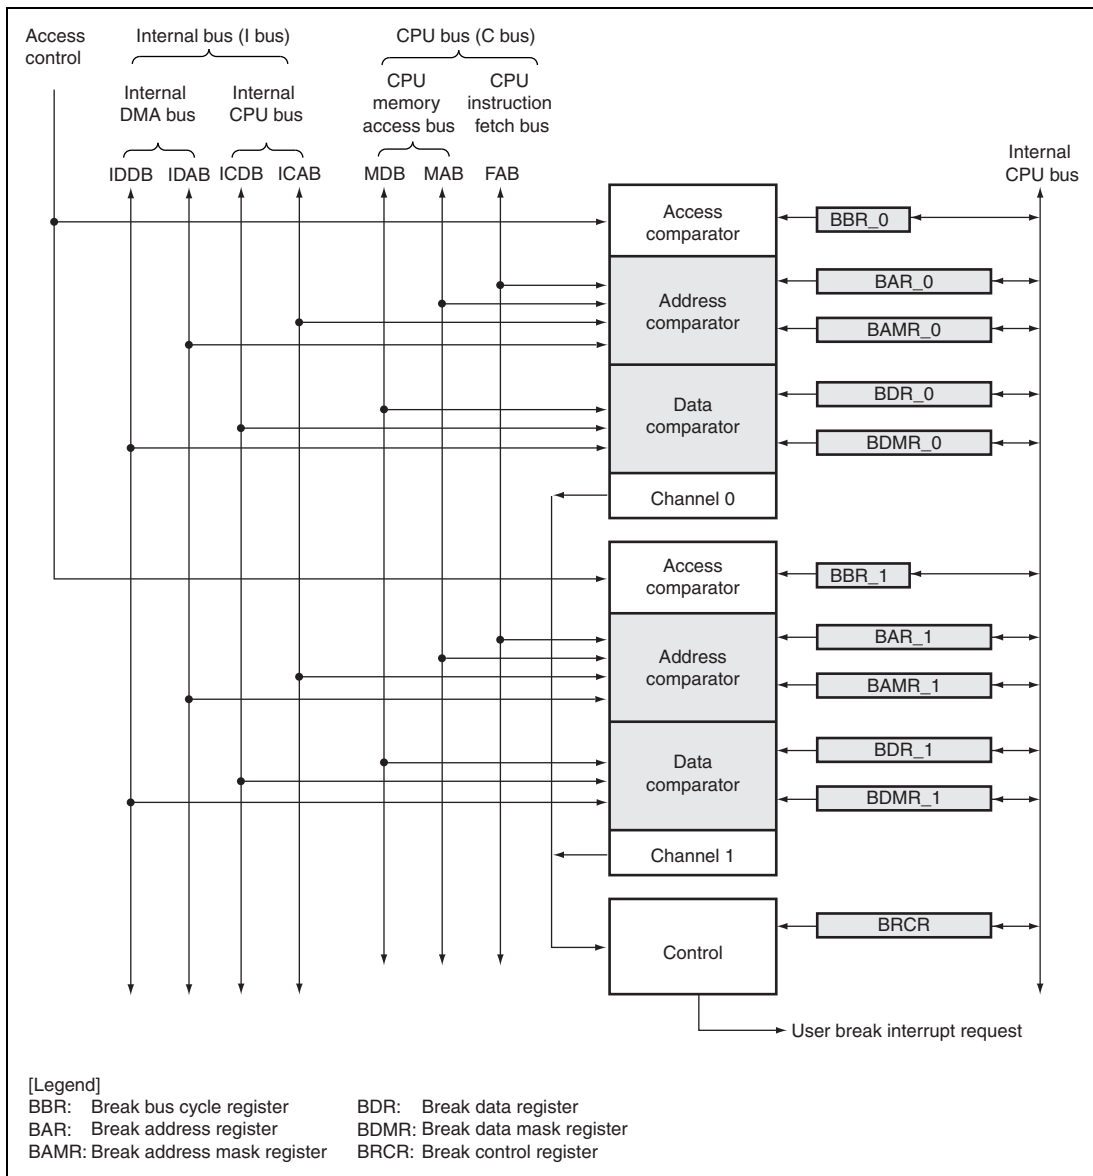 Access
control
Internal bus (I bus)
CPU bus (C bus)
Internal
DMA bus
Internal
CPU bus
CPU
memory
access bus
CPU
instruction
fetch bus
IDDB
IDAB
ICDB
ICAB
MDB
MAB
FAB
Internal
CPU bus
Access
comparator
BBR_0
Address
comparator
BAR_0
BAMR_0
Data
comparator
BDR_0
BDMR_0
Channel 0
Access
comparator
BBR_1
Address
comparator
BAR_1
BAMR_1
Data
comparator
BDR_1
BDMR_1
Channel 1
Control
BRCR
User break interrupt request
[Legend]
BBR: Break bus cycle register
BAR: Break address register
BAMR: Break address mask register
BDR: Break data register
BDMR: Break data mask register
BRCR: Break control register